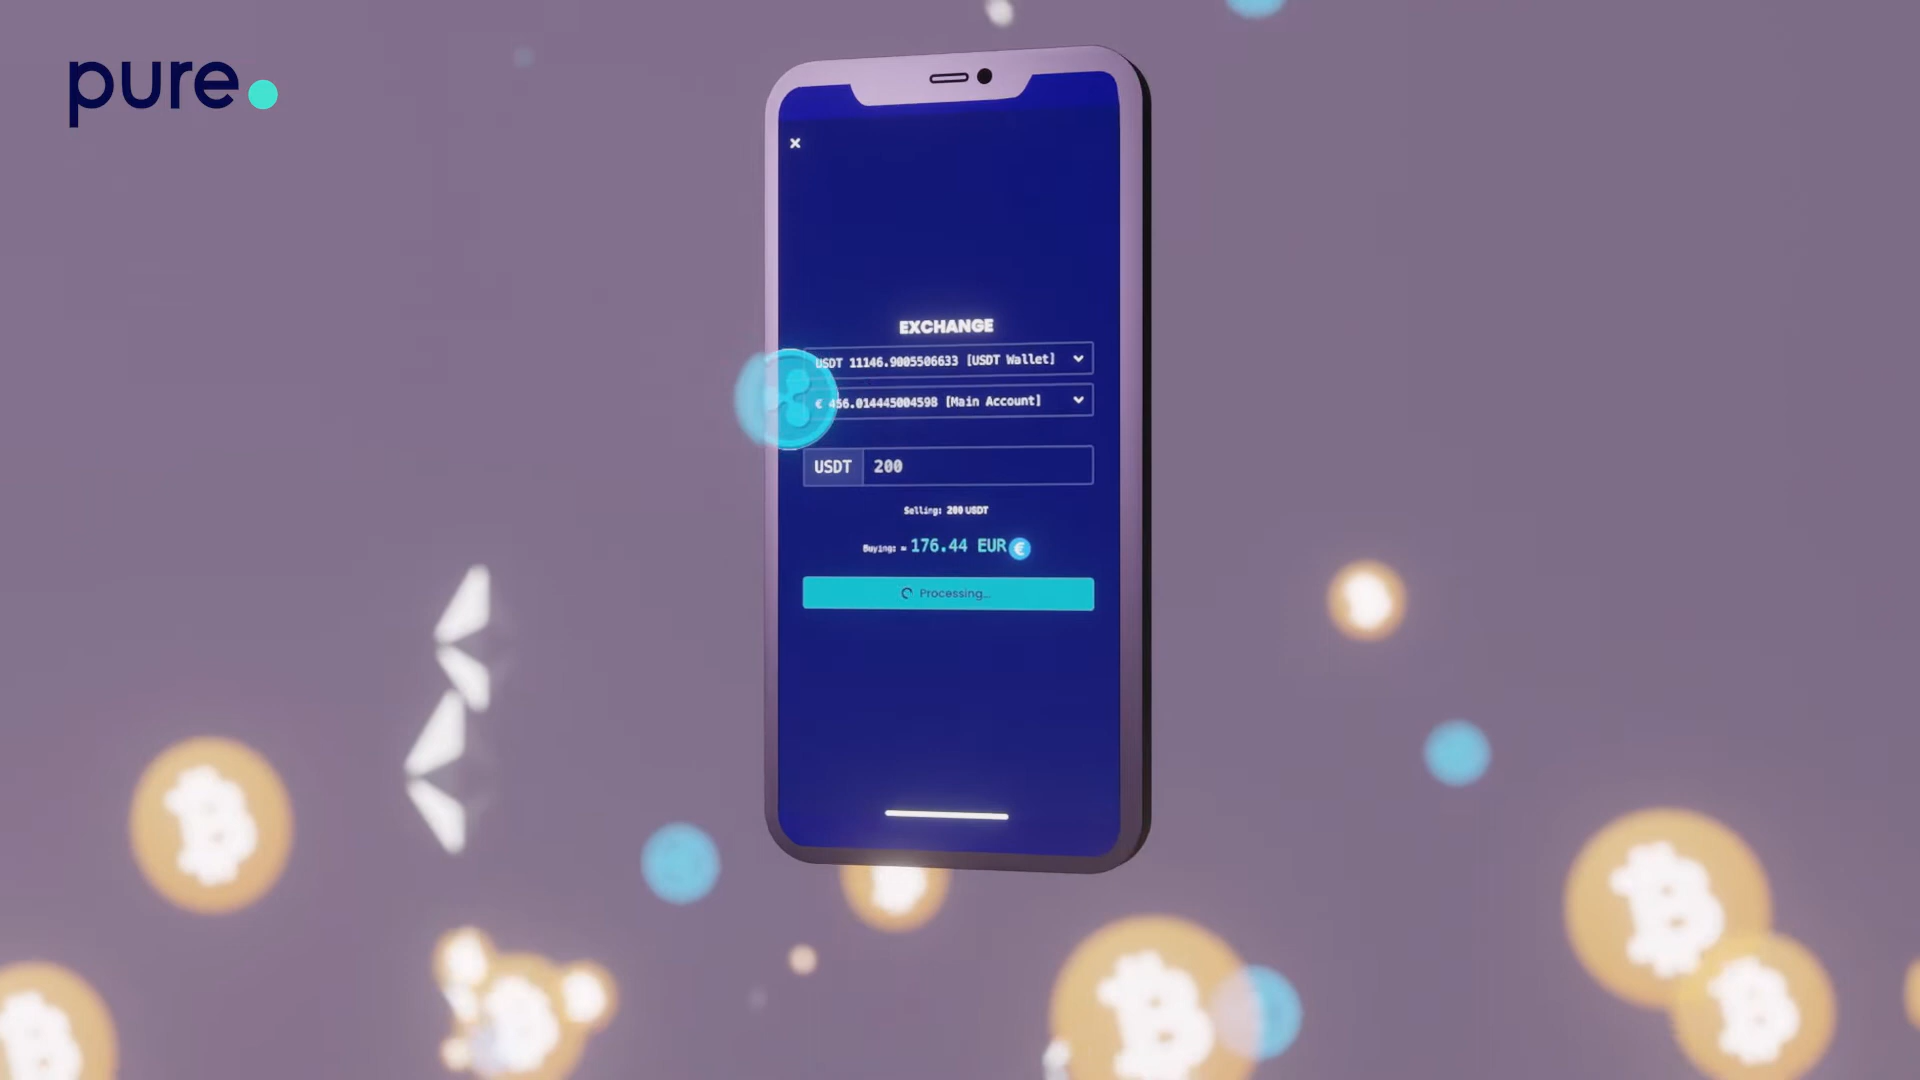 pure.
EXCHANGE
USDT 11146.9005506633 [USDT Wallet]
€ 456.014445004598 [Main Account]
USDT 200
Selling: 200 USDT
Buying: ≈ 176.44 EUR €
Processing...